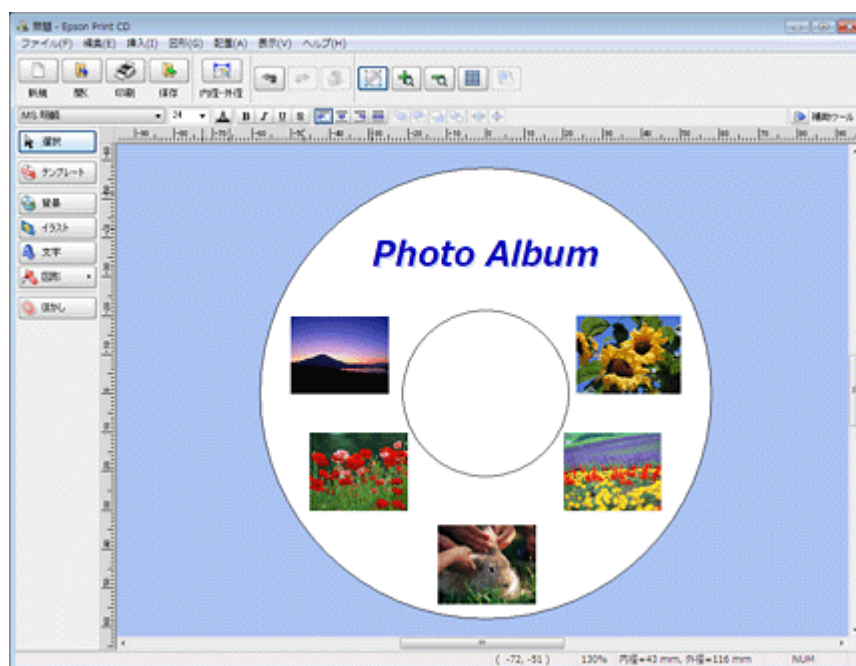 無題 - Epson Print CD
ファイル(F) 編集(E) 挿入(I) 図形(G) 配置(A) 表示(V) ヘルプ(H)
新規 開く 印刷 保存 内径・外径
MS 明朝 24 補助ツール
選択
テンプレート
背景
イラスト
文字
図形
ぼかし
Photo Album
( -72, -51 ) 130% 内径=43 mm, 外径=116 mm NUM